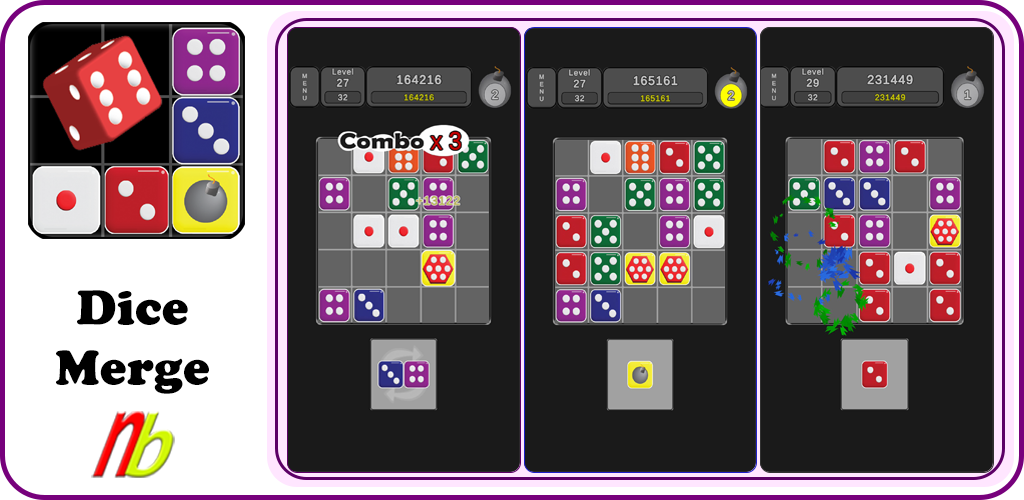 Dice
Merge
nb
MENU
Level
27
32
164216
164216
2
Combo x 3
MENU
Level
27
32
165161
165161
2
MENU
Level
29
32
231449
231449
1